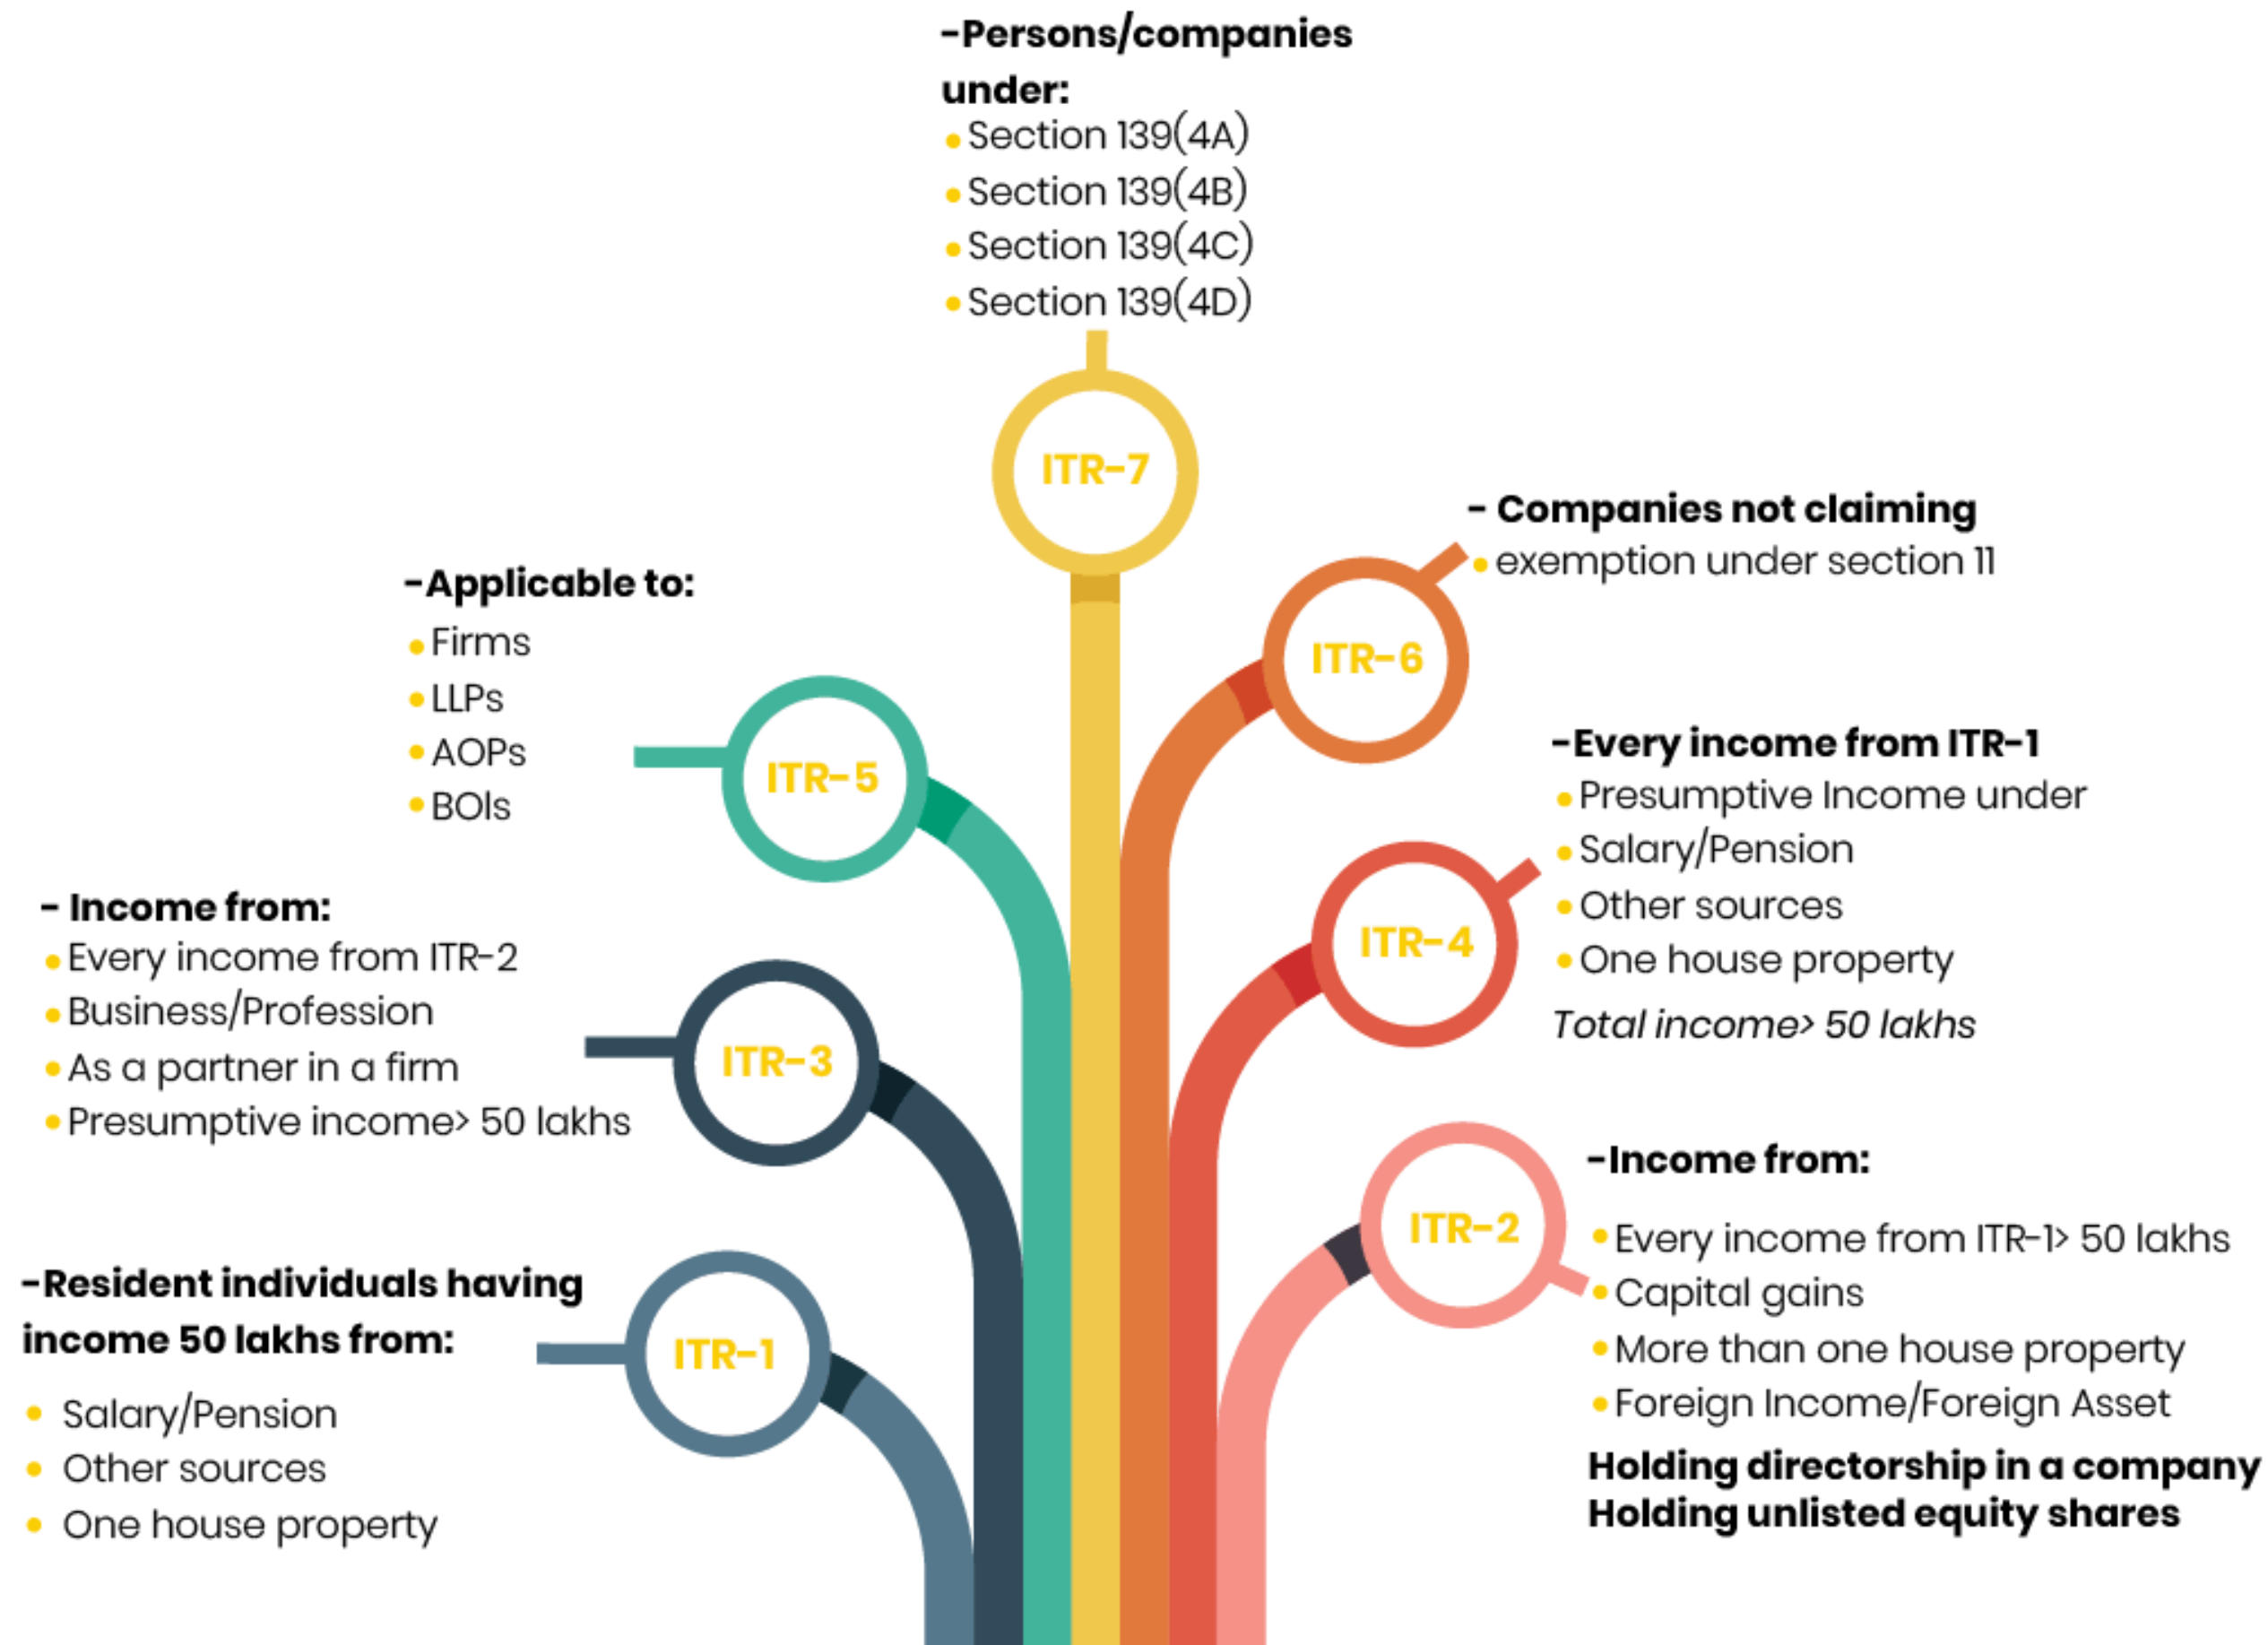 -Persons/companies
under:
Section 139(4A)
Section 139(4B)
Section 139(4C)
Section 139(4D)
ITR-7
- Companies not claiming
exemption under section 11
ITR-6
-Applicable to:
Firms
LLPs
AOPs
BOIs
ITR-5
-Every income from ITR-1
Presumptive Income under
Salary/Pension
Other sources
One house property
Total income> 50 lakhs
ITR-4
- Income from:
Every income from ITR-2
Business/Profession
As a partner in a firm
Presumptive income> 50 lakhs
ITR-3
-Income from:
Every income from ITR-1> 50 lakhs
Capital gains
More than one house property
Foreign Income/Foreign Asset
Holding directorship in a company
Holding unlisted equity shares
ITR-2
-Resident individuals having
income 50 lakhs from:
Salary/Pension
Other sources
One house property
ITR-1